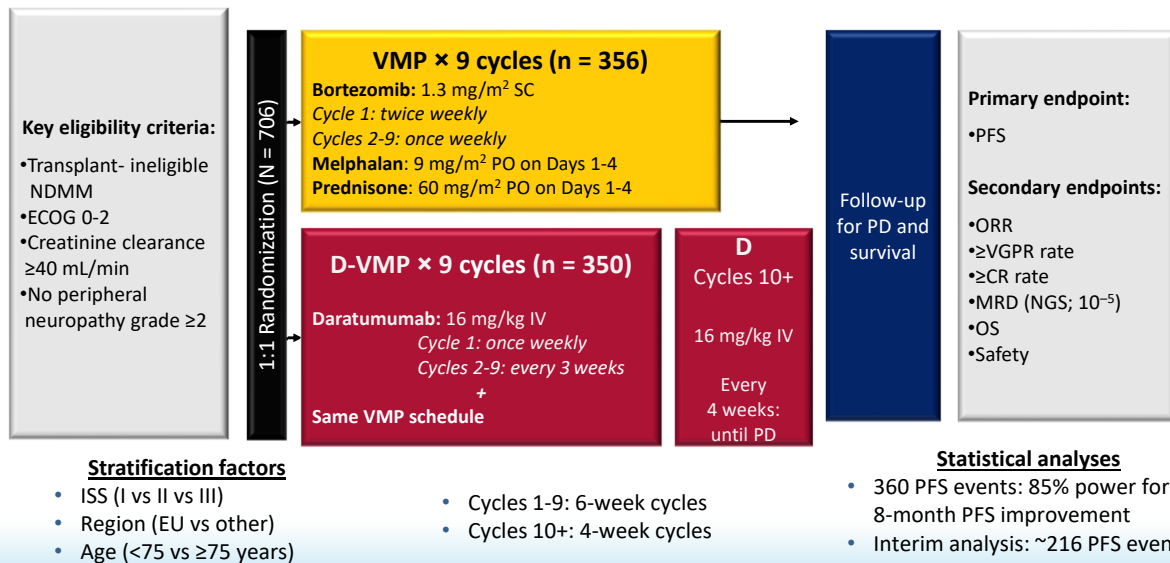 Key eligibility criteria:
•Transplant- ineligible
NDMM
•ECOG 0-2
•Creatinine clearance
≥40 mL/min
•No peripheral
neuropathy grade ≥2
1:1 Randomization (N = 706)
VMP × 9 cycles (n = 356)
Bortezomib: 1.3 mg/m² SC
Cycle 1: twice weekly
Cycles 2-9: once weekly
Melphalan: 9 mg/m² PO on Days 1-4
Prednisone: 60 mg/m² PO on Days 1-4
D-VMP × 9 cycles (n = 350)
Daratumumab: 16 mg/kg IV
Cycle 1: once weekly
Cycles 2-9: every 3 weeks
+
Same VMP schedule
D
Cycles 10+
16 mg/kg IV
Every
4 weeks:
until PD
Follow-up
for PD and
survival
Primary endpoint:
•PFS
Secondary endpoints:
•ORR
•≥VGPR rate
•≥CR rate
•MRD (NGS; 10⁻⁵)
•OS
•Safety
Stratification factors
• ISS (I vs II vs III)
• Region (EU vs other)
• Age (<75 vs ≥75 years)
• Cycles 1-9: 6-week cycles
• Cycles 10+: 4-week cycles
Statistical analyses
• 360 PFS events: 85% power for
8-month PFS improvement
• Interim analysis: ~216 PFS